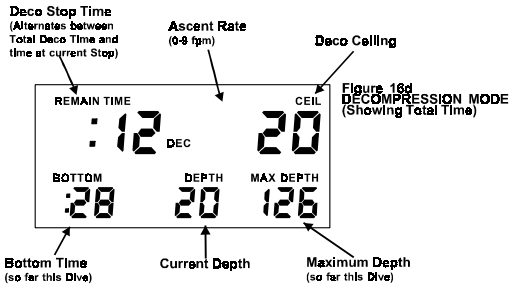 Deco Stop Time
(Alternates between
Total Deco Time and
time at current Stop)
Ascent Rate
(0-9 fpm)
Deco Ceiling
Figure 16d
DECOMPRESSION MODE
(Showing Total Time)
REMAIN TIME
CEIL
:12 DEC
20
BOTTOM
DEPTH
MAX DEPTH
:28
20
126
Bottom Time
(so far this Dive)
Current Depth
Maximum Depth
(so far this Dive)